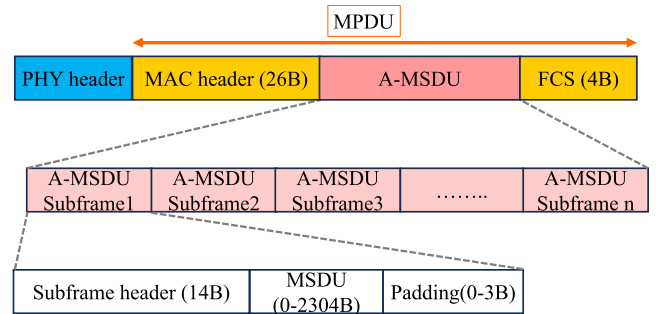 MPDU
PHY header MAC header (26B) A-MSDU FCS (4B)
A-MSDU A-MSDU A-MSDU A-MSDU
Subframe1 Subframe2 Subframe3 …….. Subframe n
Subframe header (14B) MSDU Padding(0-3B)
(0-2304B)